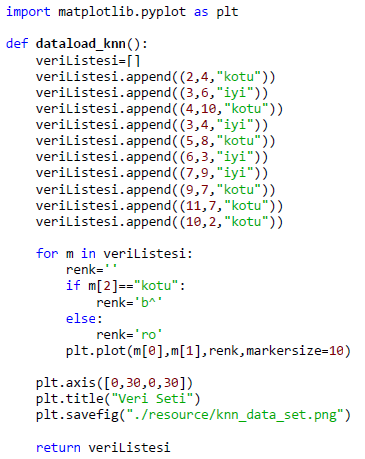 import matplotlib.pyplot as plt

def dataload_knn():
    veriListesi=[]
    veriListesi.append((2,4,"kotu"))
    veriListesi.append((3,6,"iyi"))
    veriListesi.append((4,10,"kotu"))
    veriListesi.append((3,4,"iyi"))
    veriListesi.append((5,8,"kotu"))
    veriListesi.append((6,3,"iyi"))
    veriListesi.append((7,9,"iyi"))
    veriListesi.append((9,7,"kotu"))
    veriListesi.append((11,7,"kotu"))
    veriListesi.append((10,2,"kotu"))

    for m in veriListesi:
        renk=''
        if m[2]=="kotu":
            renk='b^'
        else:
            renk='ro'
        plt.plot(m[0],m[1],renk,markersize=10)

    plt.axis([0,30,0,30])
    plt.title("Veri Seti")
    plt.savefig("./resource/knn_data_set.png")

    return veriListesi